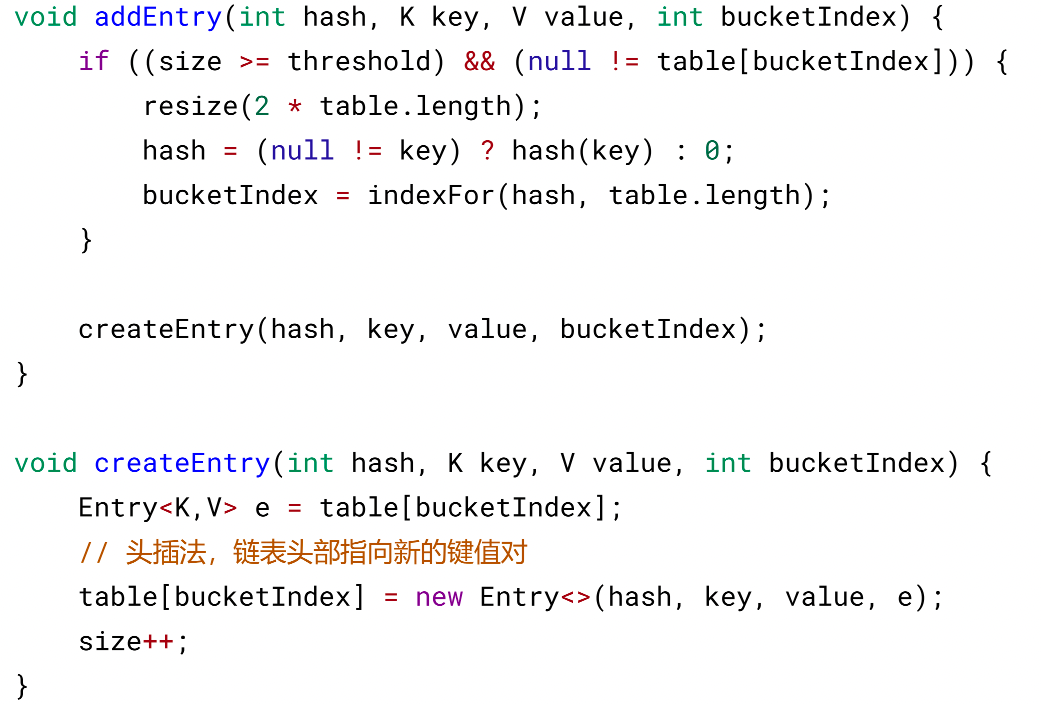 void addEntry(int hash, K key, V value, int bucketIndex) {
    if ((size >= threshold) && (null != table[bucketIndex])) {
        resize(2 * table.length);
        hash = (null != key) ? hash(key) : 0;
        bucketIndex = indexFor(hash, table.length);
    }

    createEntry(hash, key, value, bucketIndex);
}

void createEntry(int hash, K key, V value, int bucketIndex) {
    Entry<K,V> e = table[bucketIndex];
    // 头插法，链表头部指向新的键值对
    table[bucketIndex] = new Entry<>(hash, key, value, e);
    size++;
}